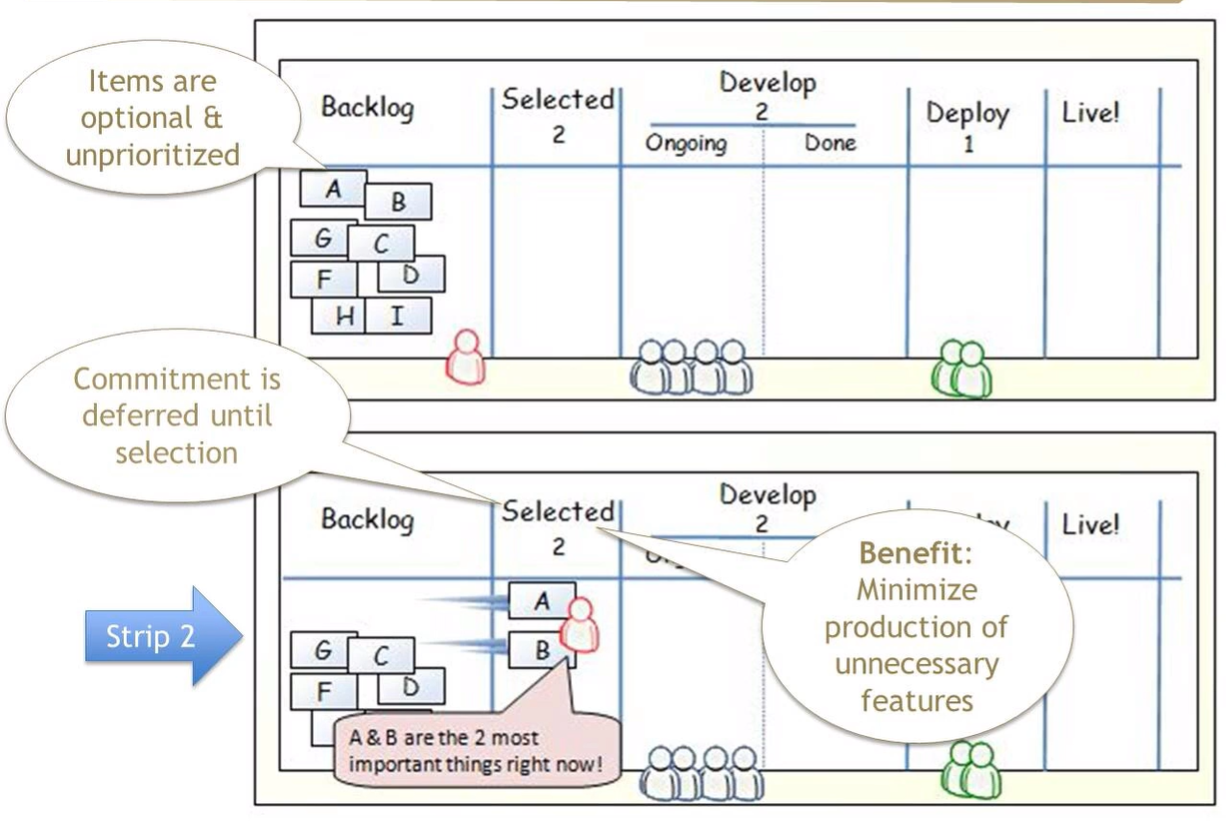 Items are
optional &
unprioritized
Backlog
Selected
2
Develop
2
Ongoing
Done
Deploy
1
Live!
A
B
G
C
F
D
H
I
Commitment is
deferred until
selection
Backlog
Selected
2
Develop
2
Live!
Benefit:
Minimize
production of
unnecessary
features
Strip 2
A
B
G
C
F
D
A & B are the 2 most
important things right now!